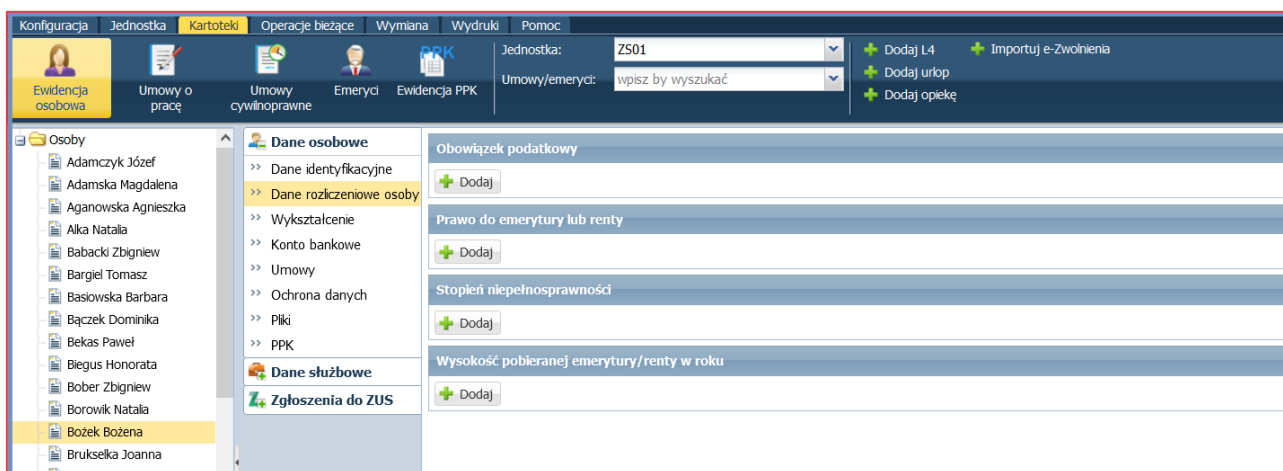 Konfiguracja Jednostka Kartoteki Operacje bieżące Wymiana Wydruki Pomoc
Ewidencja osobowa
Umowy o pracę
Umowy cywilnoprawne
Emeryci
PPK
Ewidencja PPK
Jednostka: ZS01
Umowy/emeryci: wpisz by wyszukać
Dodaj L4
Importuj e-Zwolnienia
Dodaj urlop
Dodaj opiekę
Osoby
Adamczyk Józef
Adamska Magdalena
Aganowska Agnieszka
Alka Natalia
Babacki Zbigniew
Bargiel Tomasz
Basiowska Barbara
Bączek Dominika
Bekas Paweł
Biegus Honorata
Bober Zbigniew
Borowik Natalia
Bożek Bożena
Brukselka Joanna
Dane osobowe
Dane identyfikacyjne
Dane rozliczeniowe osoby
Wykształcenie
Konto bankowe
Umowy
Ochrona danych
Pliki
PPK
Dane służbowe
Zgłoszenia do ZUS
Obowiązek podatkowy
Dodaj
Prawo do emerytury lub renty
Dodaj
Stopień niepełnosprawności
Dodaj
Wysokość pobieranej emerytury/renty w roku
Dodaj